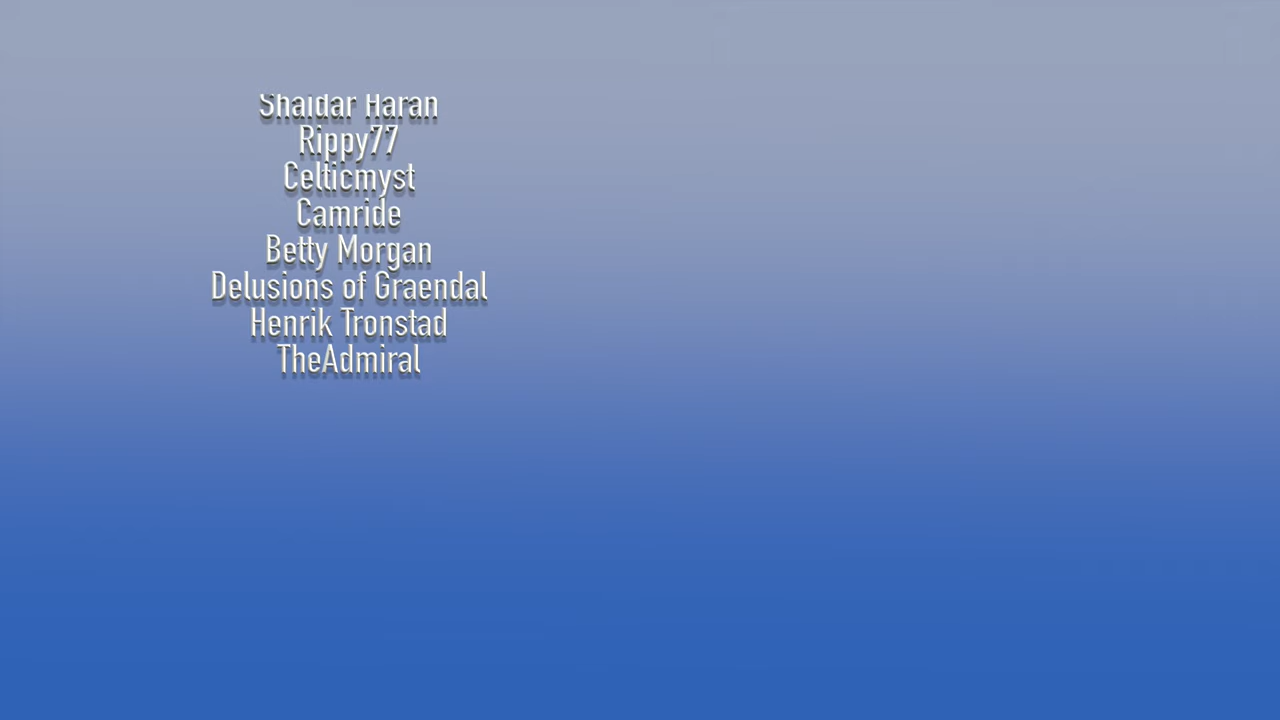 Shaidar Haran
Rippy77
Celticmyst
Camride
Betty Morgan
Delusions of Graendal
Henrik Tronstad
TheAdmiral